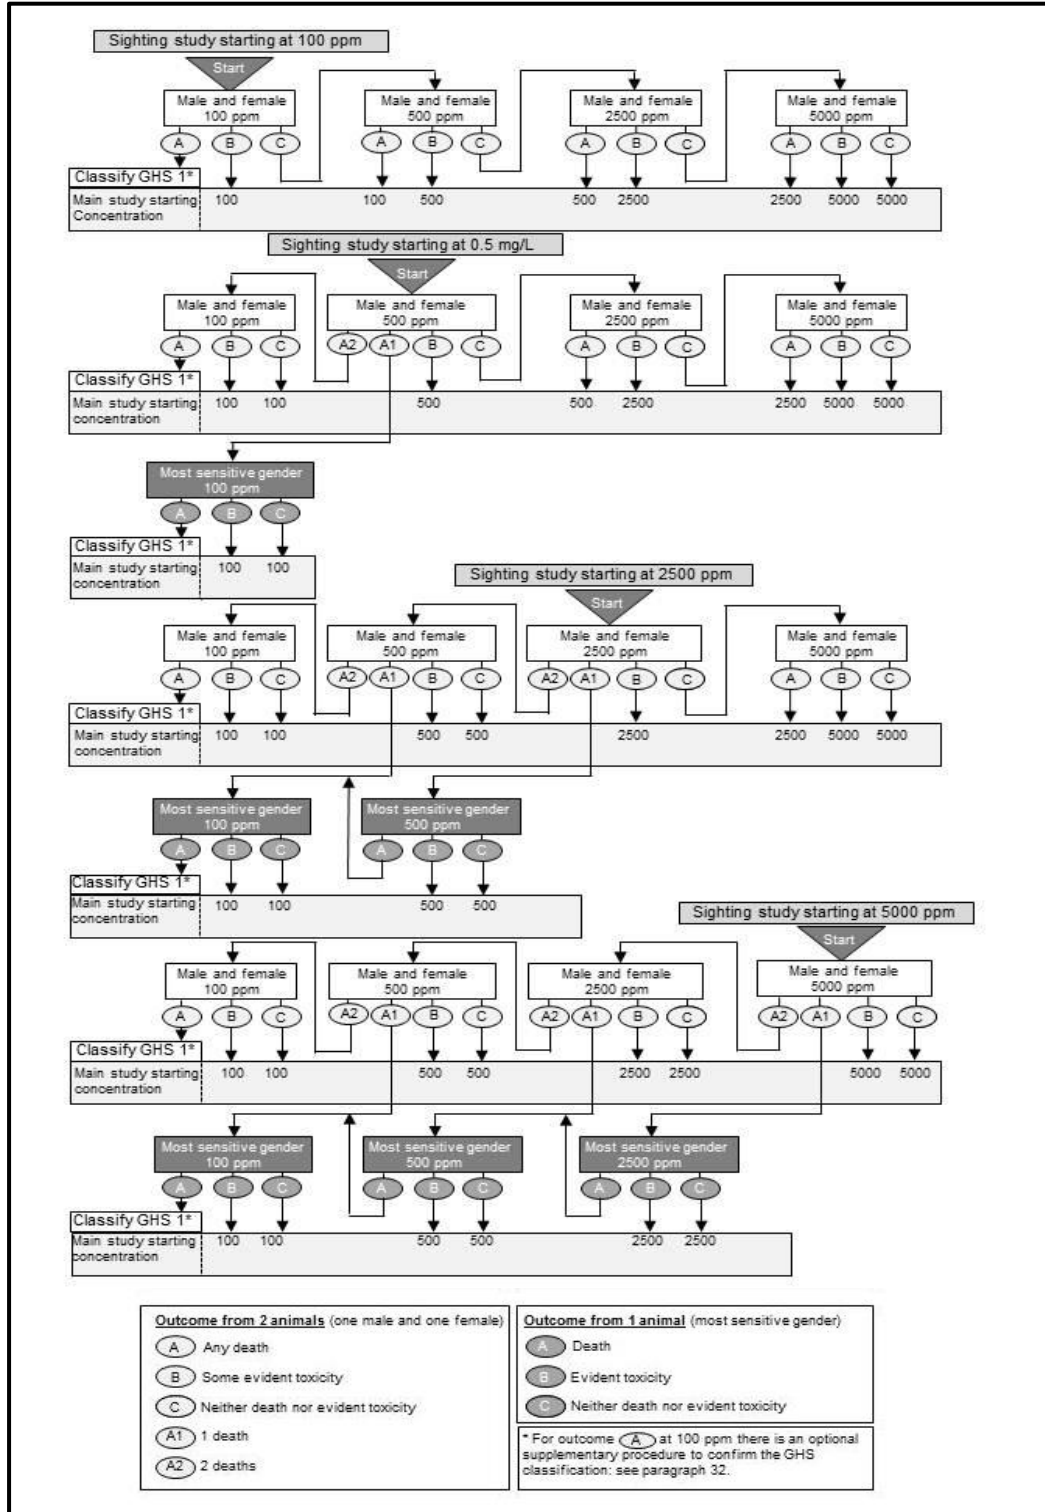 Sighting study starting at 100 ppm
Start
Male and female
100 ppm
Male and female
500 ppm
Male and female
2500 ppm
Male and female
5000 ppm
A B C A B C A B C A B C
Classify GHS 1*
Main study starting
Concentration
100 100 500 500 2500 2500 5000 5000
Sighting study starting at 0.5 mg/L
Start
Male and female
100 ppm
Male and female
500 ppm
Male and female
2500 ppm
Male and female
5000 ppm
A B C A2 A1 B C A B C A B C
Classify GHS 1*
Main study starting
concentration
100 100 500 500 2500 2500 5000 5000
Most sensitive gender
100 ppm
A B C
Classify GHS 1*
Main study starting
concentration
100 100
Sighting study starting at 2500 ppm
Start
Male and female
100 ppm
Male and female
500 ppm
Male and female
2500 ppm
Male and female
5000 ppm
A B C A2 A1 B C A2 A1 B C A B C
Classify GHS 1*
Main study starting
concentration
100 100 500 500 2500 2500 5000 5000
Most sensitive gender
100 ppm
Most sensitive gender
500 ppm
A B C A B C
Classify GHS 1*
Main study starting
concentration
100 100 500 500
Sighting study starting at 5000 ppm
Start
Male and female
100 ppm
Male and female
500 ppm
Male and female
2500 ppm
Male and female
5000 ppm
A B C A2 A1 B C A2 A1 B C A2 A1 B C
Classify GHS 1*
Main study starting
concentration
100 100 500 500 2500 2500 5000 5000
Most sensitive gender
100 ppm
Most sensitive gender
500 ppm
Most sensitive gender
2500 ppm
A B C A B C A B C
Classify GHS 1*
Main study starting
concentration
100 100 500 500 2500 2500
Outcome from 2 animals (one male and one female)
A Any death
B Some evident toxicity
C Neither death nor evident toxicity
A1 1 death
A2 2 deaths
Outcome from 1 animal (most sensitive gender)
A Death
B Evident toxicity
C Neither death nor evident toxicity
* For outcome A at 100 ppm there is an optional
supplementary procedure to confirm the GHS
classification: see paragraph 32.